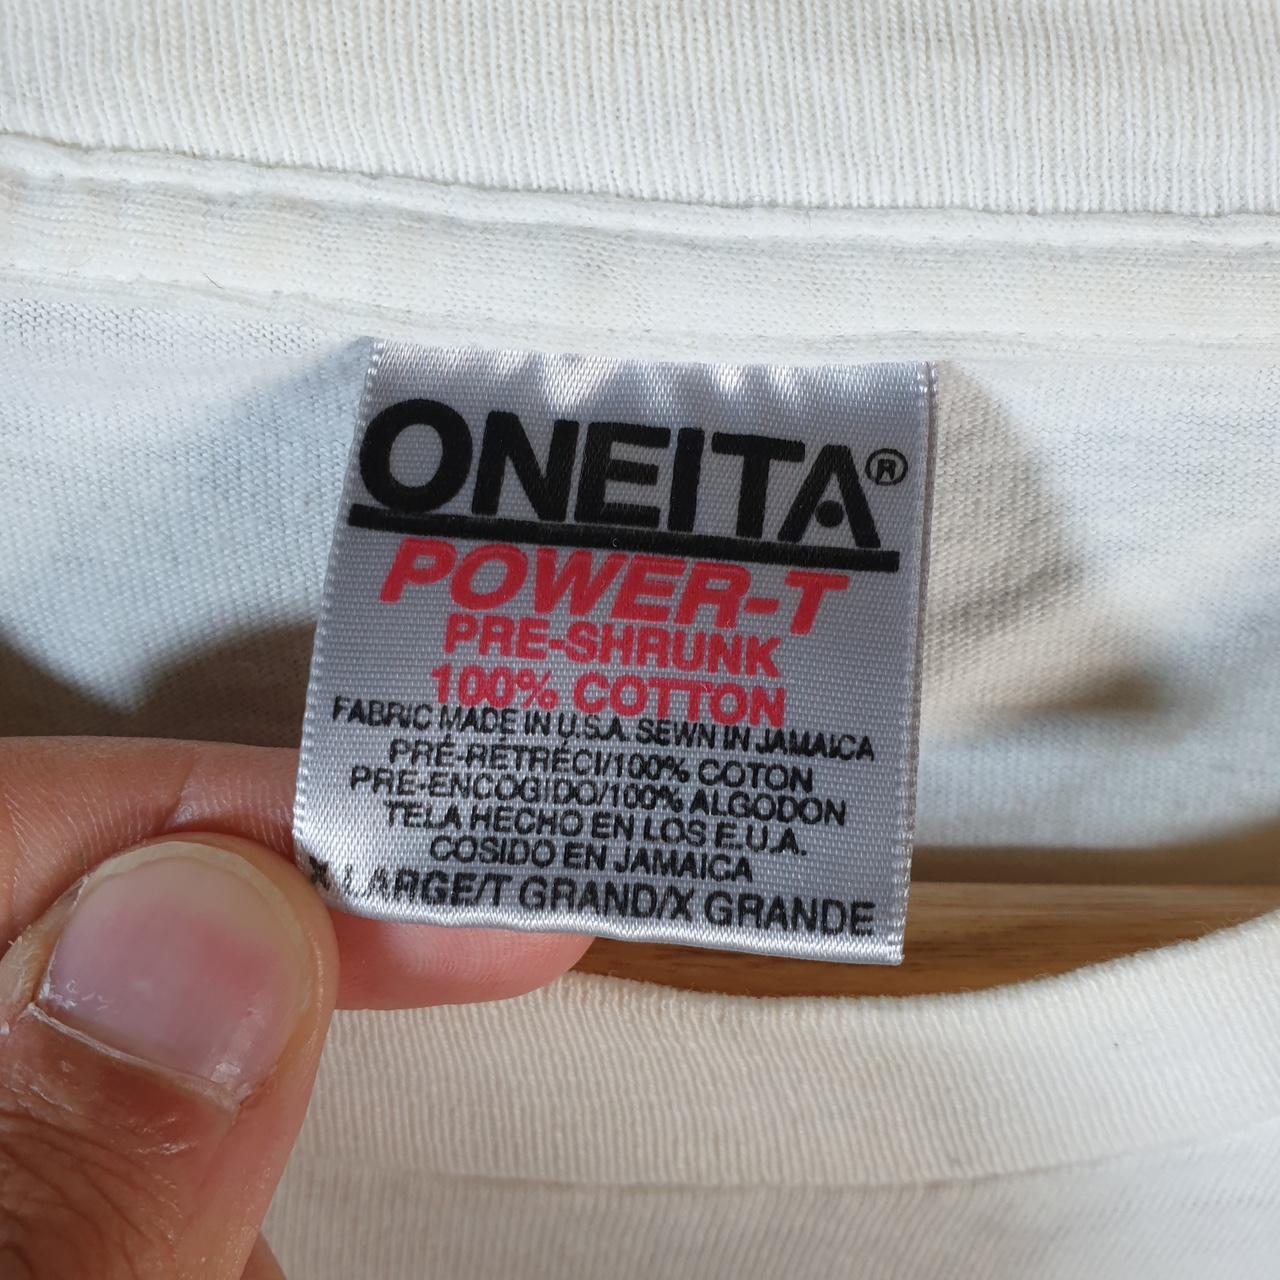 ONEITA®
POWER-T
PRE-SHRUNK
100% COTTON
FABRIC MADE IN U.S.A. SEWN IN JAMAICA
PRÉ-RÉTRÉCI/100% COTON
PRE-ENCOGIDO/100% ALGODON
TELA HECHO EN LOS E.U.A.
COSIDO EN JAMAICA
X LARGE/T GRAND/X GRANDE